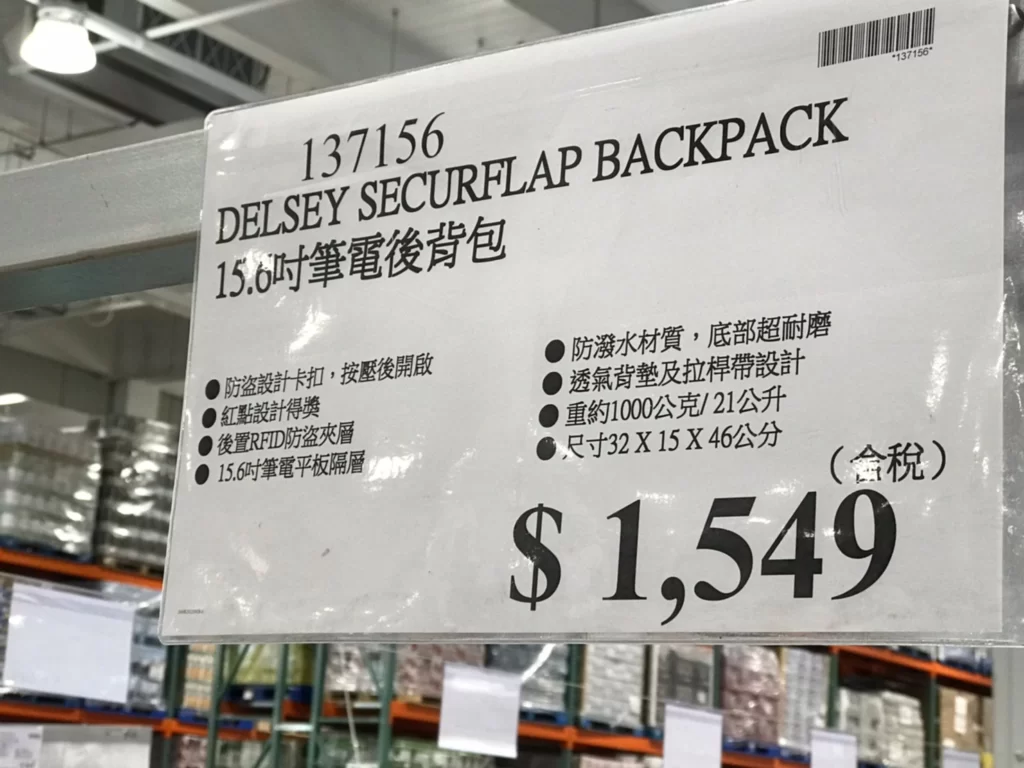 *137156*
137156
DELSEY SECURFLAP BACKPACK
15.6吋筆電後背包
●防盜設計卡扣，按壓後開啟
●紅點設計得獎
●後置RFID防盜夾層
●15.6吋筆電平板隔層
●防潑水材質，底部超耐磨
●透氣背墊及拉桿帶設計
●重約1000公克/ 21公升
●尺寸32 X 15 X 46公分
（含稅）
$ 1,549